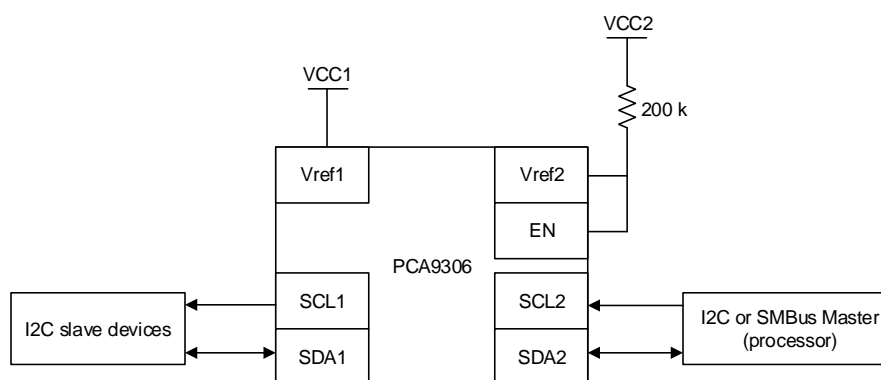 VCC2
VCC1
200 k
Vref1
Vref2
EN
PCA9306
SCL1
SCL2
I2C slave devices
I2C or SMBus Master
(processor)
SDA1
SDA2